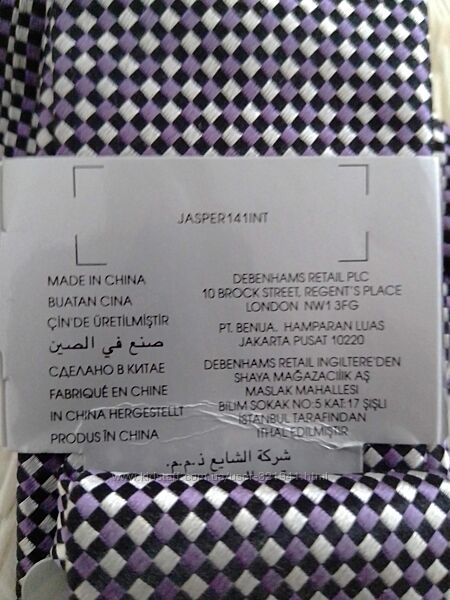 JASPER141INT
MADE IN CHINA
BUATAN CINA
ÇİN'DE ÜRETİLMİŞTİR
صنع في الصين
СДЕЛАНО В КИТАЕ
FABRIQUÉ EN CHINE
IN CHINA HERGESTELLT
PRODUS ÎN CHINA
DEBENHAMS RETAIL PLC
10 BROCK STREET, REGENT'S PLACE
LONDON NW1 3FG
PT. BENUA. HAMPARAN LUAS
JAKARTA PUSAT 10220
DEBENHAMS RETAIL INGILTERE'DEN
SHAYA MAĞAZACILIK AŞ
MASLAK MAHALLESI
BİLİM SOKAK NO:5 KAT:17 ŞİŞLİ
İSTANBUL TARAFINDAN
İTHAL EDİLMİŞTİR
شركة الشايع ذ.م.م.